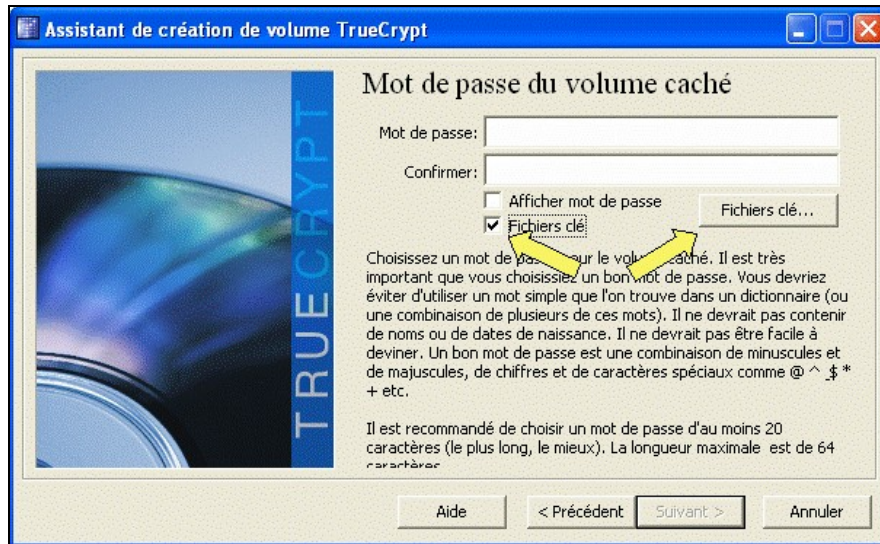 Assistant de création de volume TrueCrypt
TRUECRYPT
Mot de passe du volume caché
Mot de passe:
Confirmer:
Afficher mot de passe
Fichiers clé
Fichiers clé...
Choisissez un mot de passe pour le volume caché. Il est très
important que vous choisissiez un bon mot de passe. Vous devriez
éviter d'utiliser un mot simple que l'on trouve dans un dictionnaire (ou
une combinaison de plusieurs de ces mots). Il ne devrait pas contenir
de noms ou de dates de naissance. Il ne devrait pas être facile à
deviner. Un bon mot de passe est une combinaison de minuscules et
de majuscules, de chiffres et de caractères spéciaux comme @ ^ _$ *
+ etc.
Il est recommandé de choisir un mot de passe d'au moins 20
caractères (le plus long, le mieux). La longueur maximale est de 64
caractères
Aide
< Précédent
Suivant >
Annuler